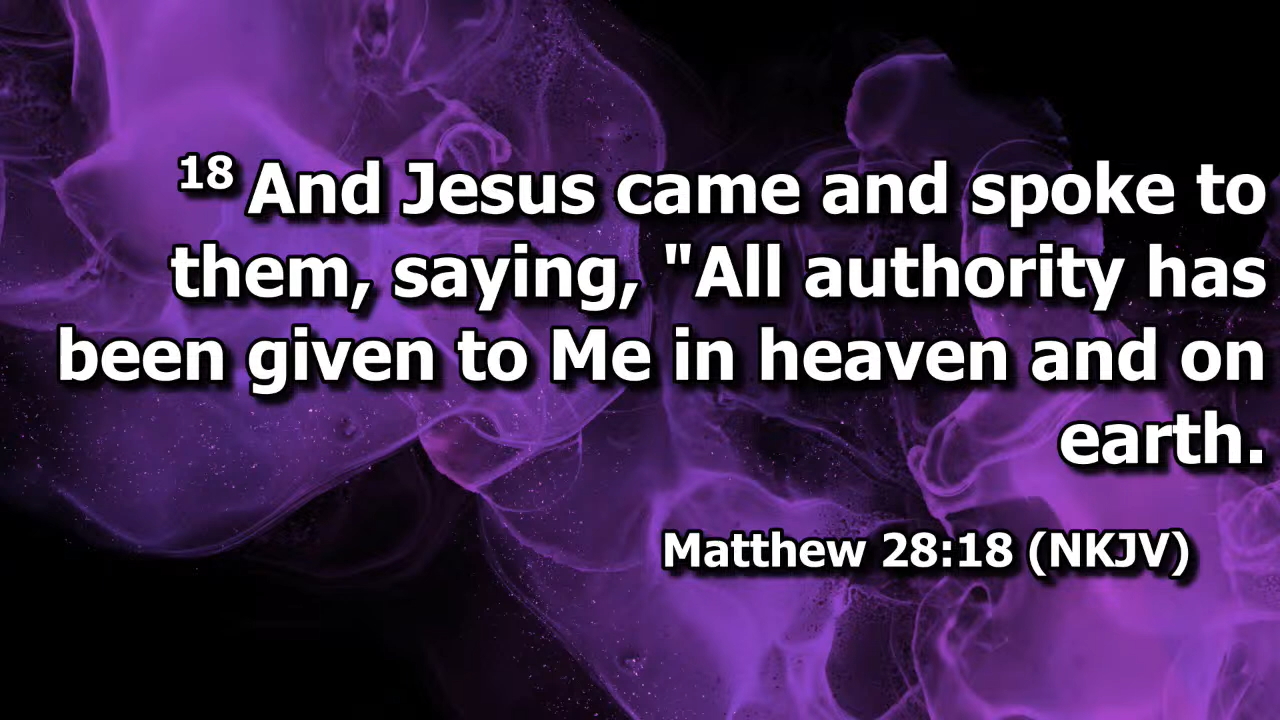 18 And Jesus came and spoke to
them, saying, "All authority has
been given to Me in heaven and on
earth.
Matthew 28:18 (NKJV)